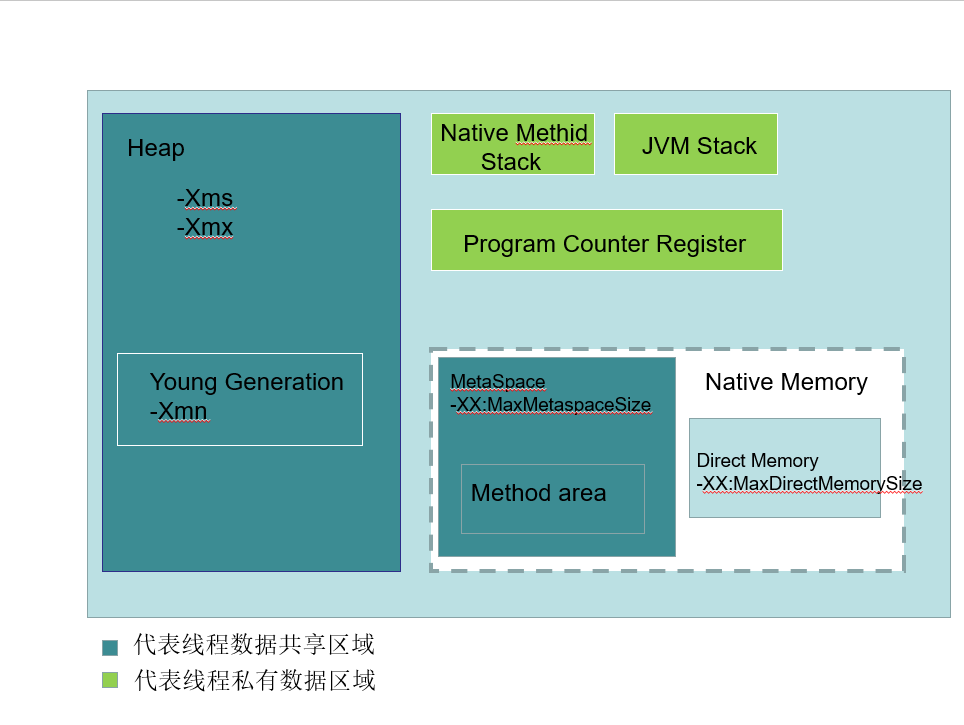 Heap
-Xms
-Xmx
Young Generation
-Xmn
Native Methid
Stack
JVM Stack
Program Counter Register
MetaSpace
-XX:MaxMetaspaceSize
Method area
Native Memory
Direct Memory
-XX:MaxDirectMemorySize
代表线程数据共享区域
代表线程私有数据区域